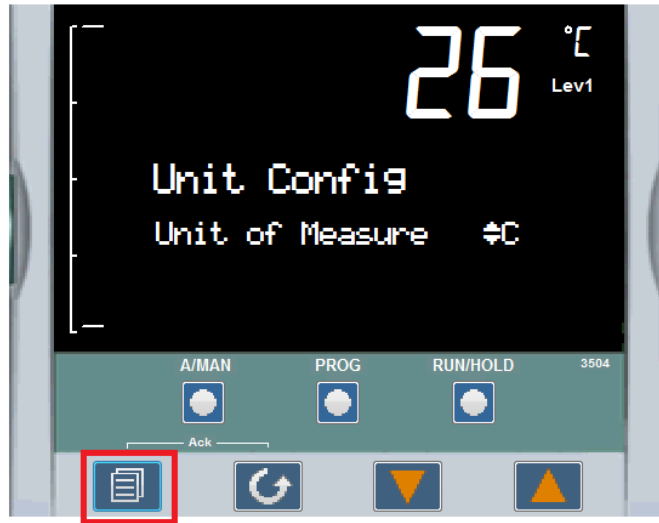 26 °C
Lev1
Unit Config
Unit of Measure C
A/MAN PROG RUN/HOLD 3504
Ack